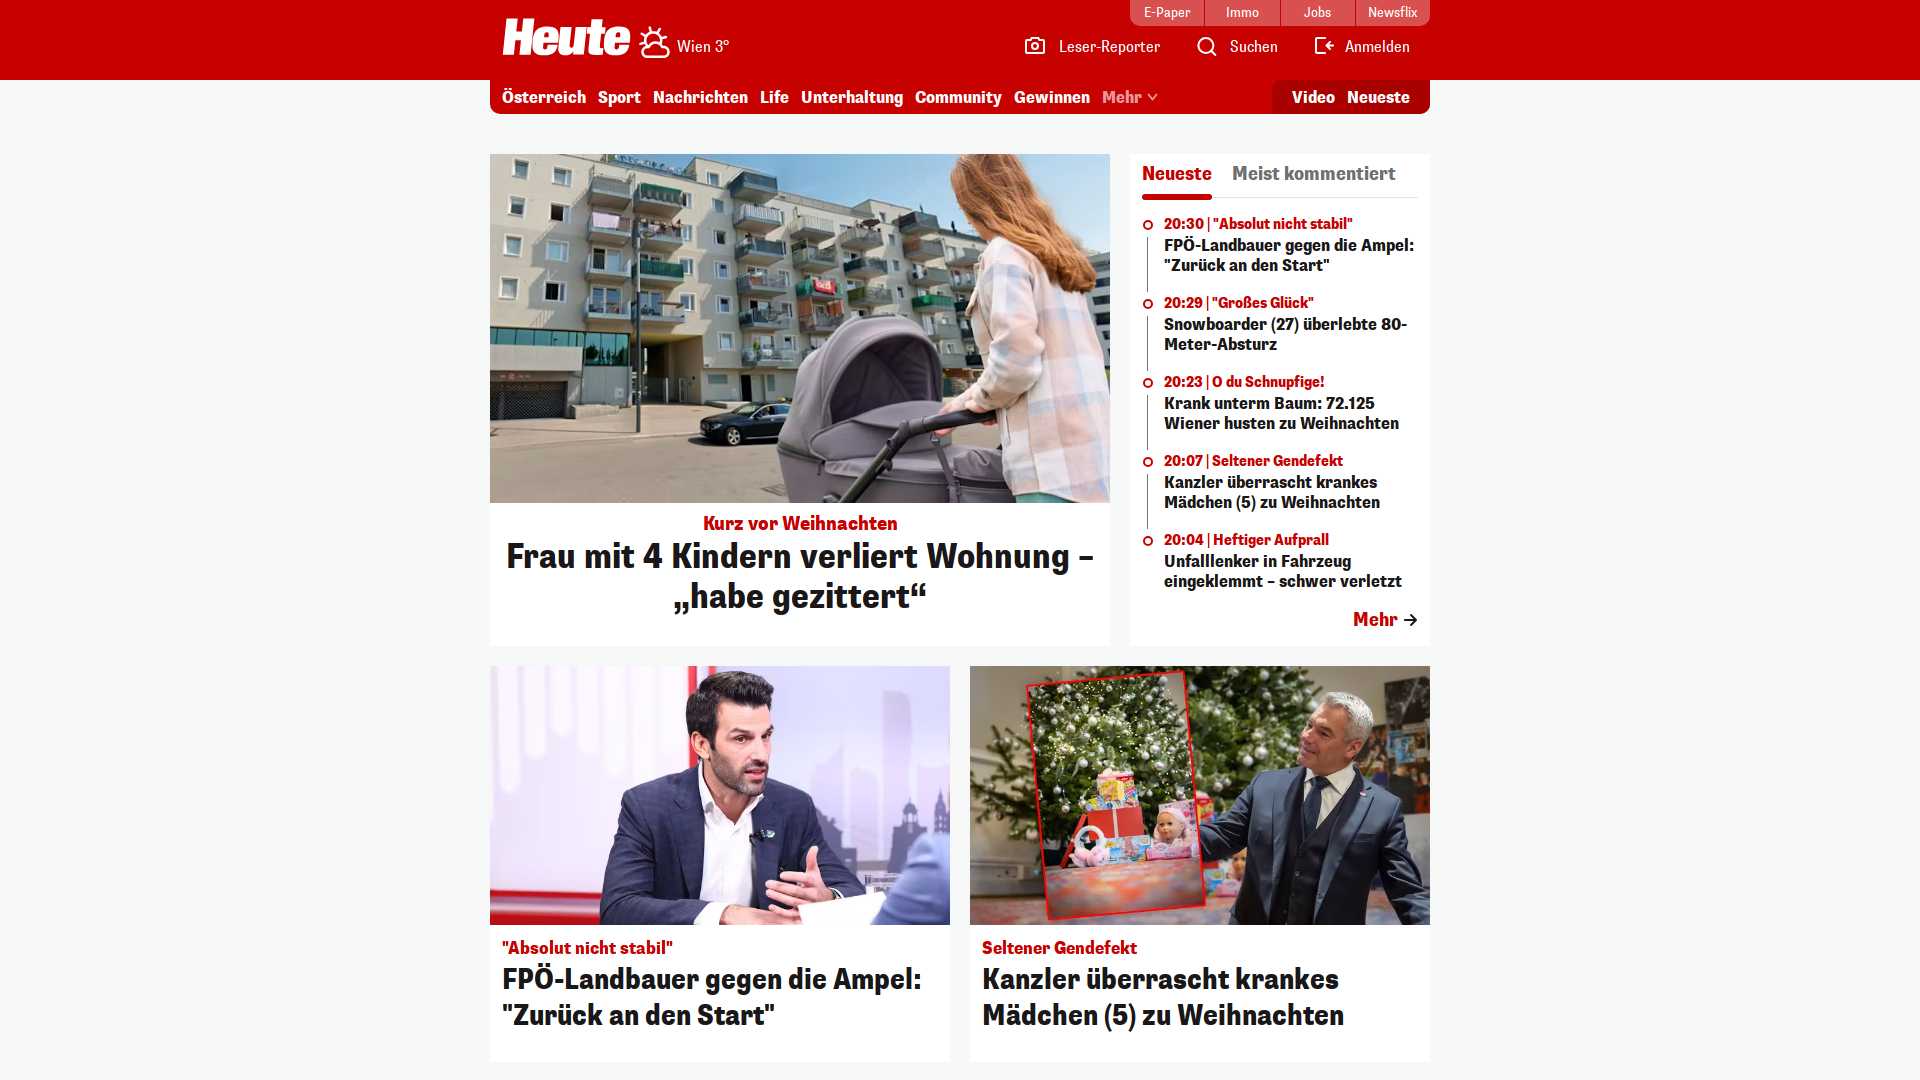 E-Paper
Immo
Jobs
Newsflix
Heute
Wien 3°
Leser-Reporter
Suchen
Anmelden
Österreich Sport Nachrichten Life Unterhaltung Community Gewinnen Mehr
Video Neueste
Kurz vor Weihnachten
Frau mit 4 Kindern verliert Wohnung –
„habe gezittert“
Neueste
Meist kommentiert
20:30 | "Absolut nicht stabil"
FPÖ-Landbauer gegen die Ampel:
"Zurück an den Start"
20:29 | "Großes Glück"
Snowboarder (27) überlebte 80-
Meter-Absturz
20:23 | O du Schnupfige!
Krank unterm Baum: 72.125
Wiener husten zu Weihnachten
20:07 | Seltener Gendefekt
Kanzler überrascht krankes
Mädchen (5) zu Weihnachten
20:04 | Heftiger Aufprall
Unfalllenker in Fahrzeug
eingeklemmt – schwer verletzt
Mehr
"Absolut nicht stabil"
FPÖ-Landbauer gegen die Ampel:
"Zurück an den Start"
Seltener Gendefekt
Kanzler überrascht krankes
Mädchen (5) zu Weihnachten